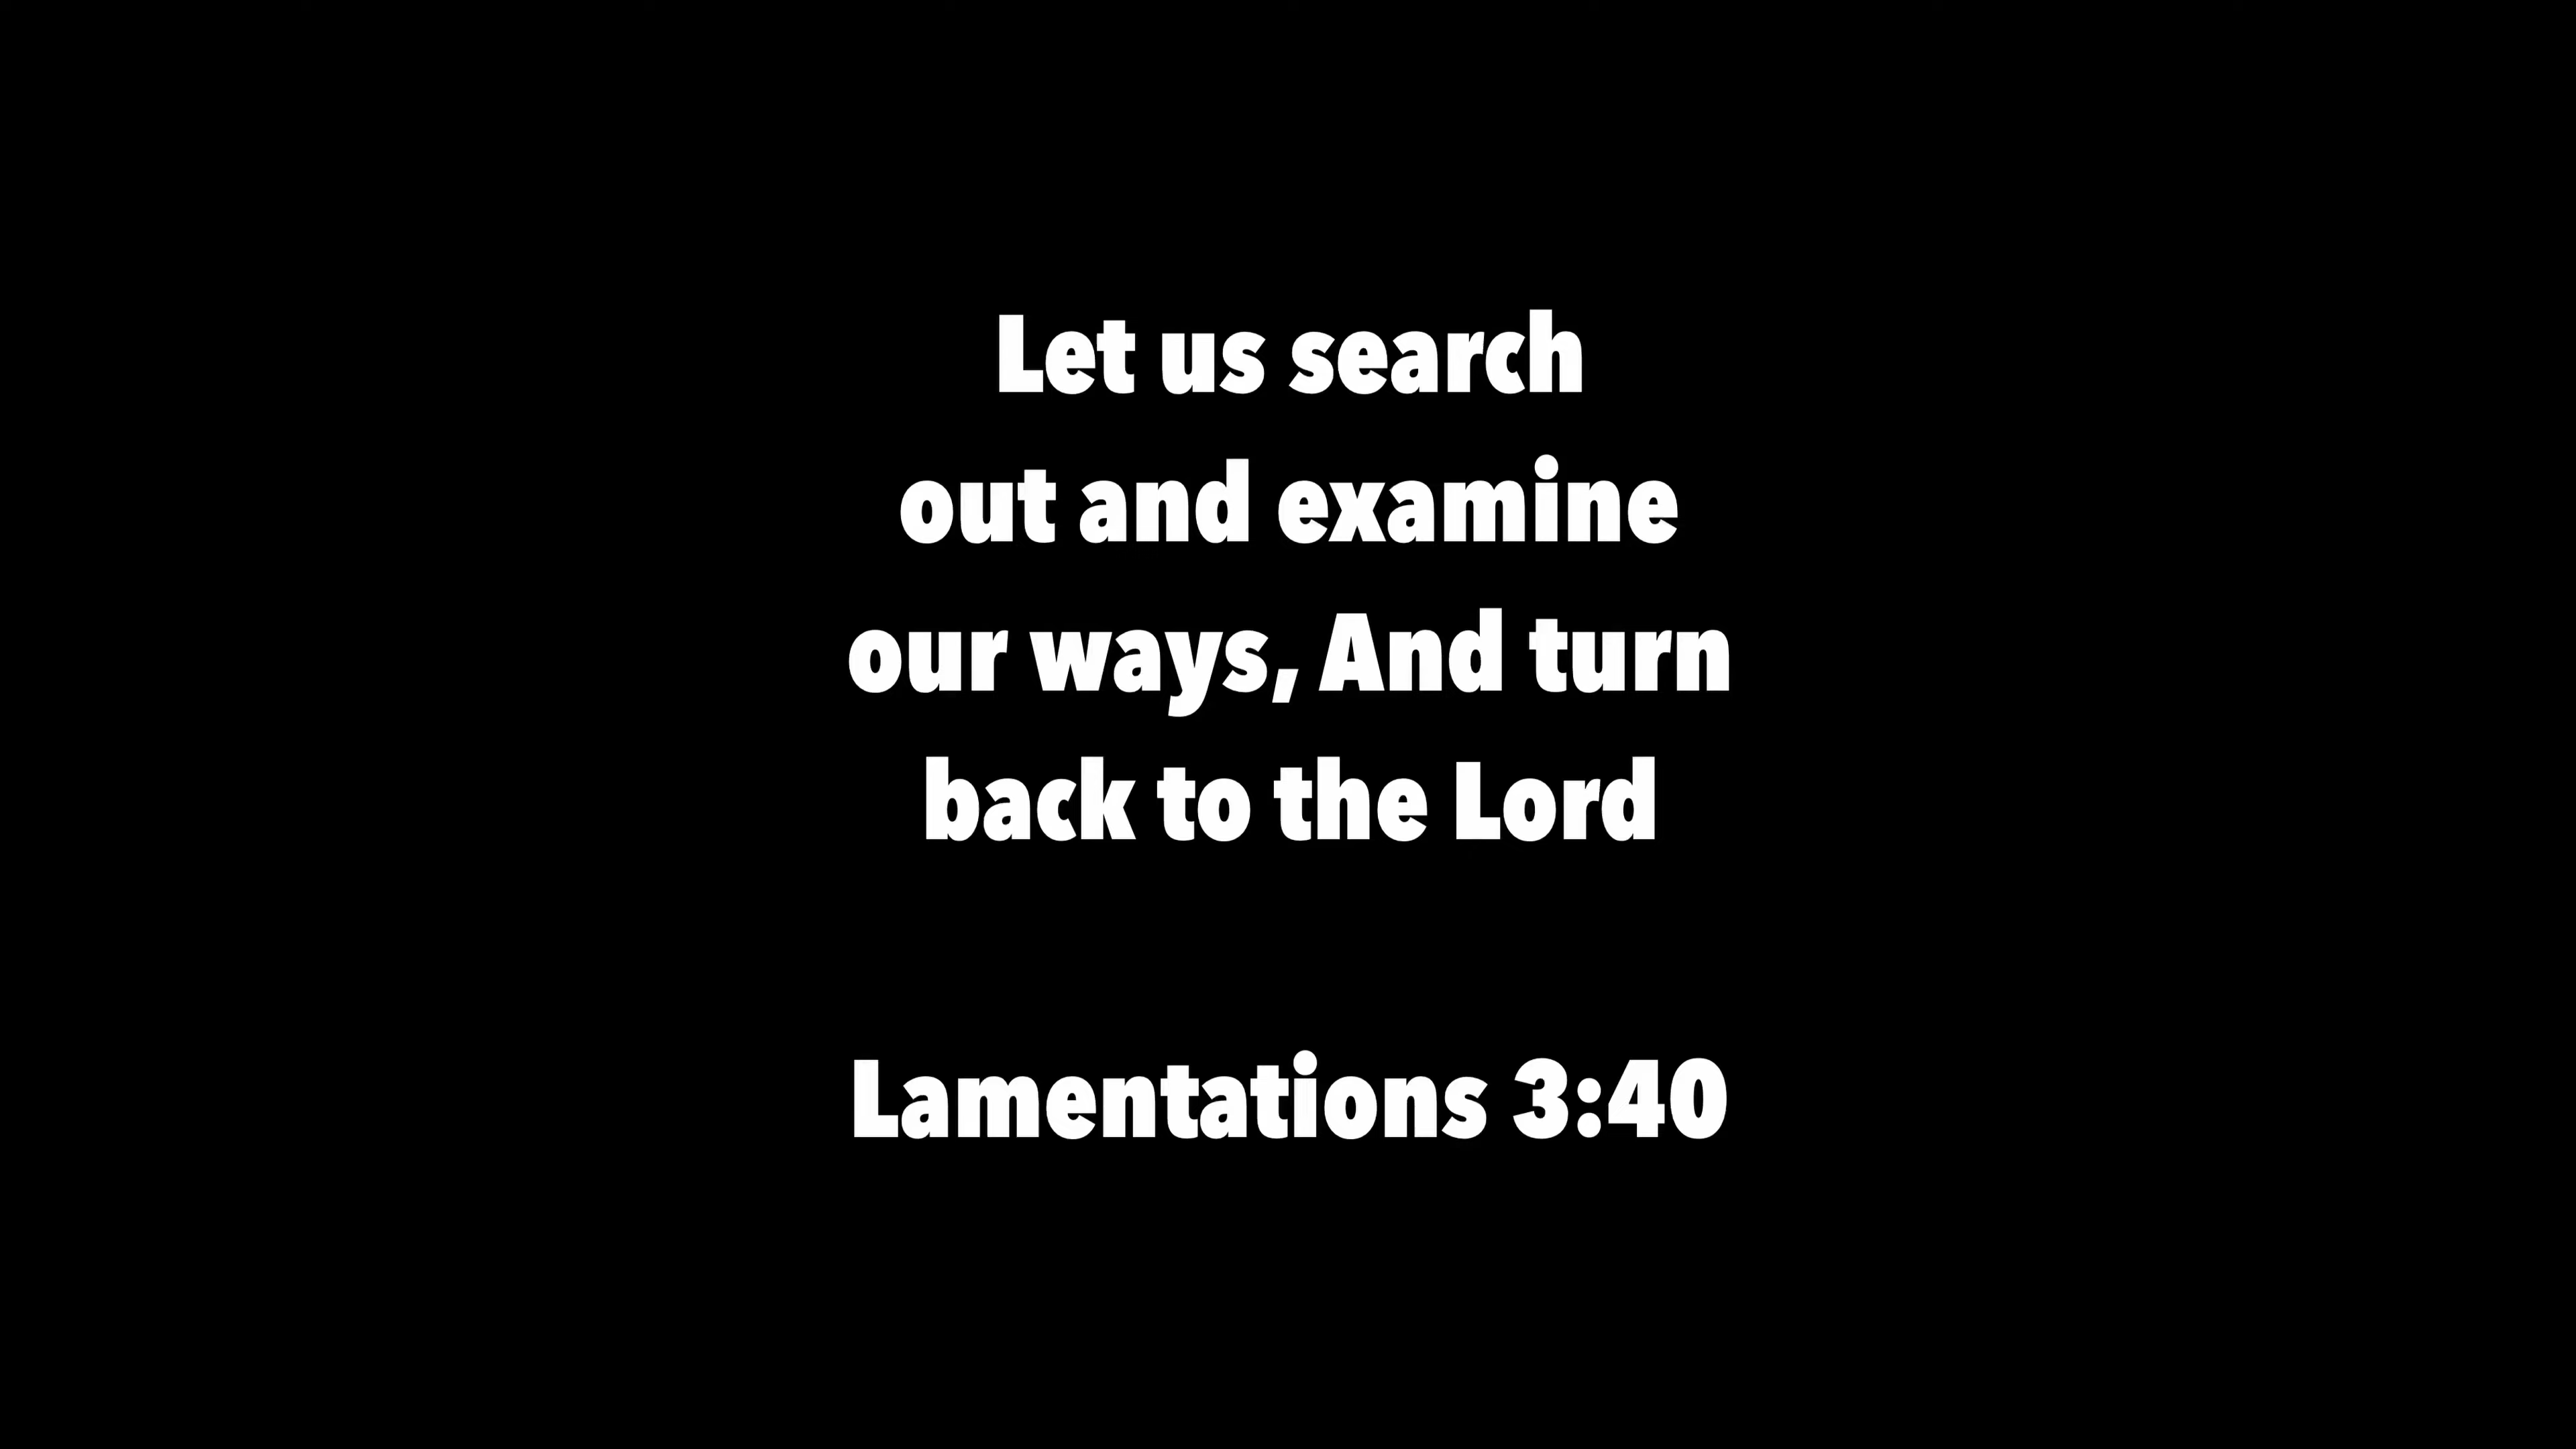 Let us search
out and examine
our ways, And turn
back to the Lord
Lamentations 3:40